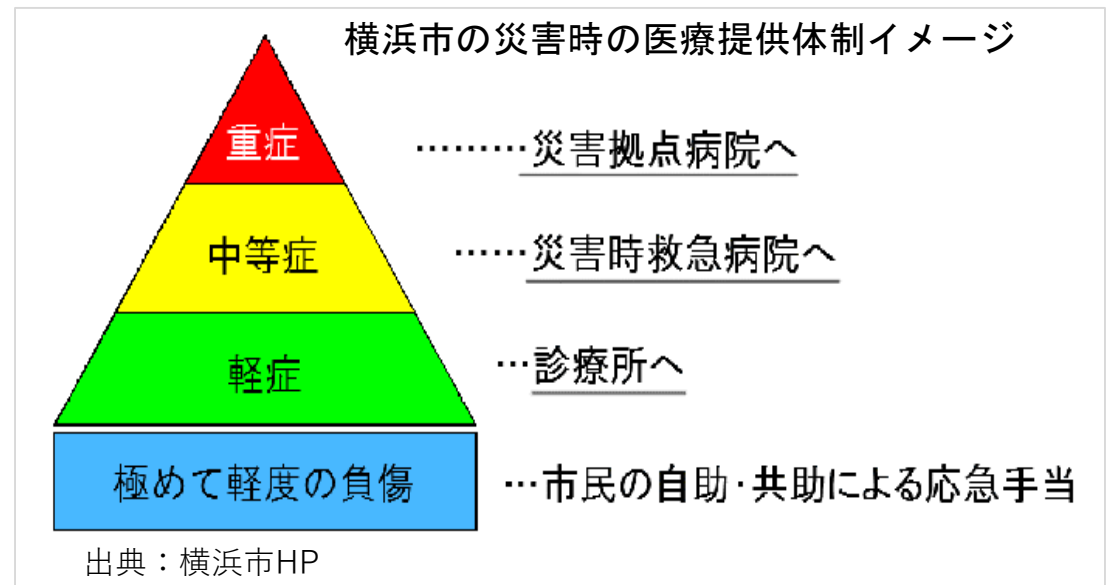 横浜市の災害時の医療提供体制イメージ
重症 ………災害拠点病院へ
中等症 ……災害時救急病院へ
軽症 …診療所へ
極めて軽度の負傷 …市民の自助・共助による応急手当
出典：横浜市HP